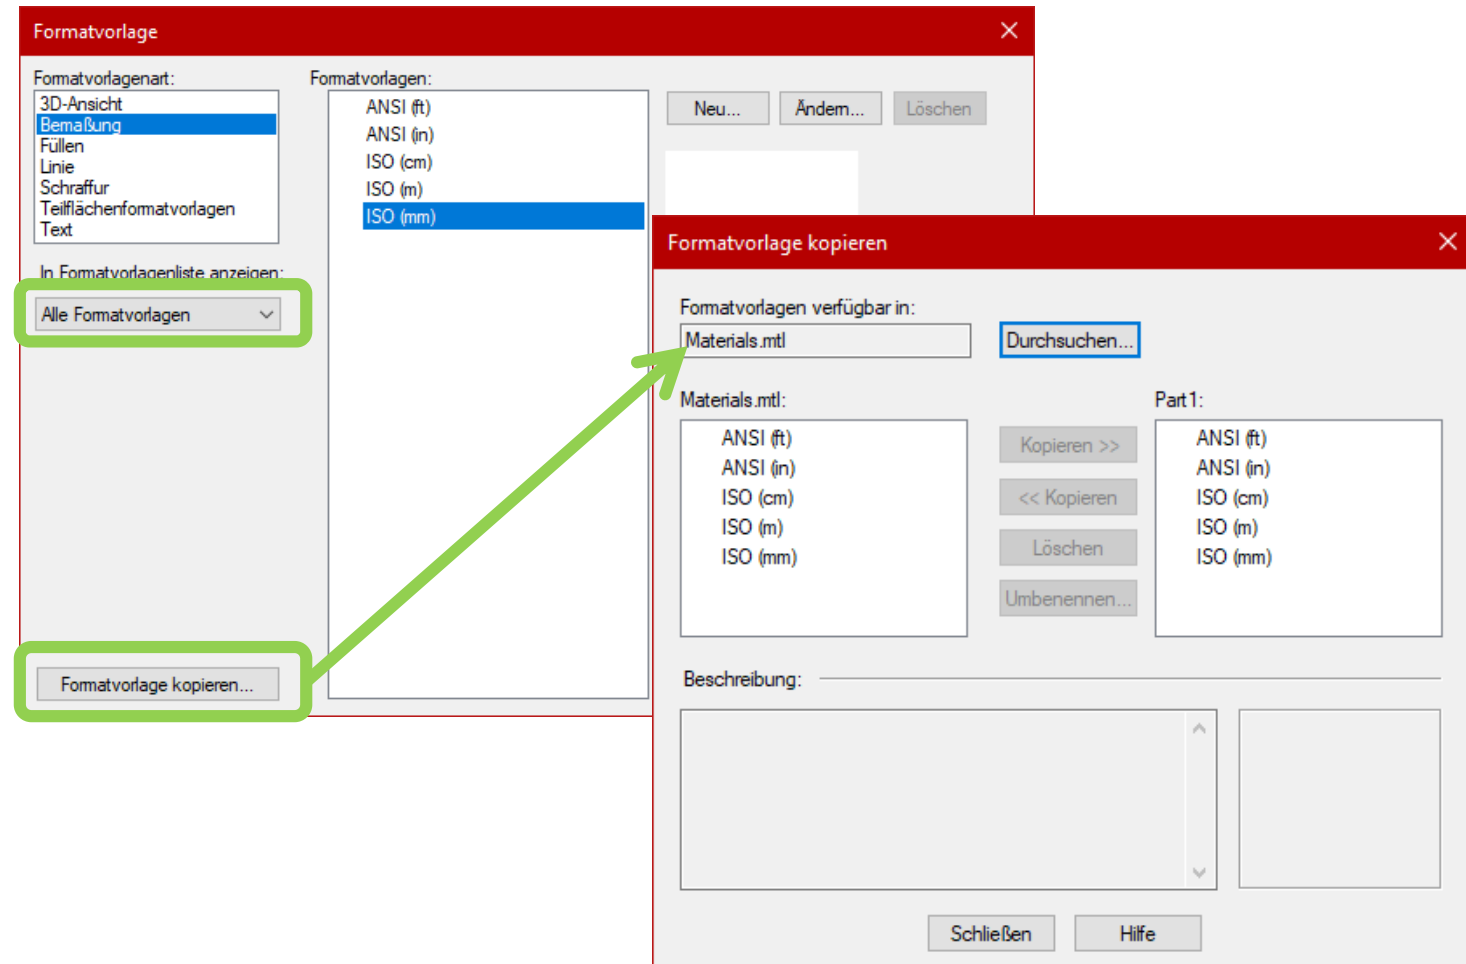 Formatvorlage
Formatvorlagenart:
3D-Ansicht
Bemaßung
Füllen
Linie
Schraffur
Teilflächenformatvorlagen
Text
In Formatvorlagenliste anzeigen:
Alle Formatvorlagen
Formatvorlage kopieren...
Formatvorlagen:
ANSI (ft)
ANSI (in)
ISO (cm)
ISO (m)
ISO (mm)
Neu...
Ändern...
Löschen
Formatvorlage kopieren
Formatvorlagen verfügbar in:
Materials.mtl
Durchsuchen...
Materials.mtl:
ANSI (ft)
ANSI (in)
ISO (cm)
ISO (m)
ISO (mm)
Kopieren >>
<< Kopieren
Löschen
Umbenennen...
Part1:
ANSI (ft)
ANSI (in)
ISO (cm)
ISO (m)
ISO (mm)
Beschreibung:
Schließen
Hilfe